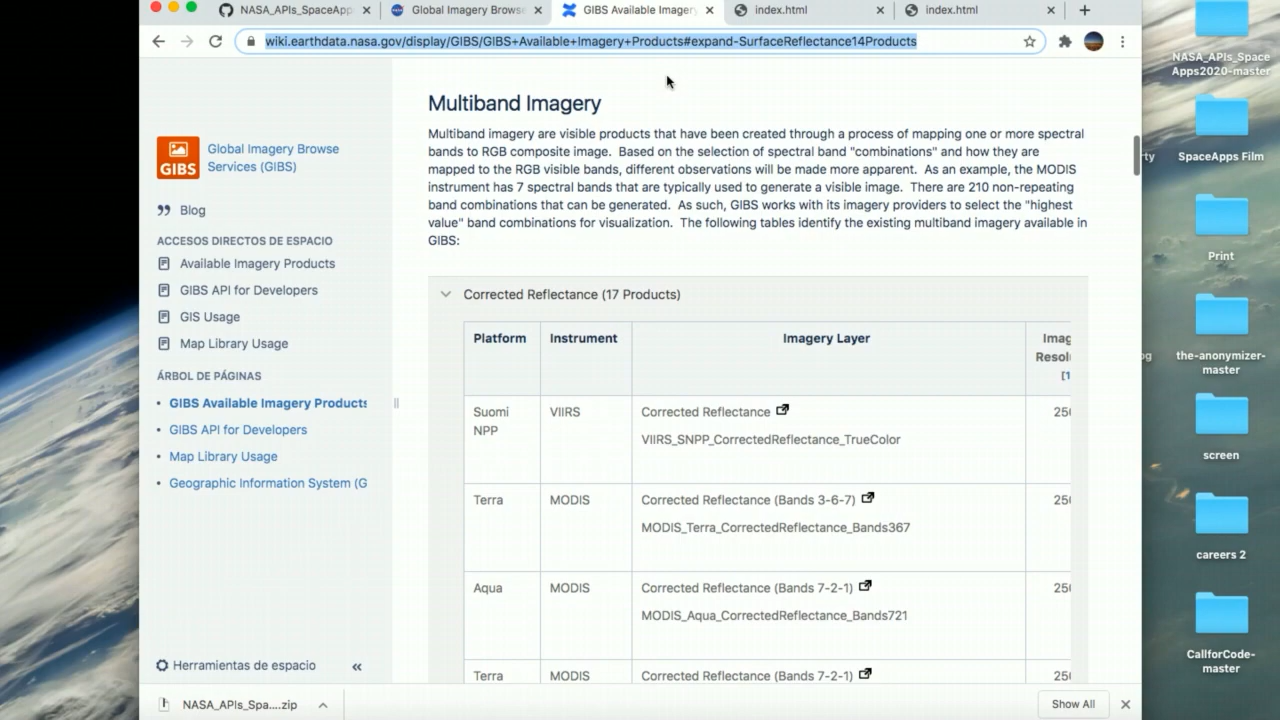 NASA_APIs_SpaceApp
Global Imagery Browse
GIBS Available Imagery
index.html
index.html
wiki.earthdata.nasa.gov/display/GIBS/GIBS+Available+Imagery+Products#expand-SurfaceReflectance14Products
GIBS
Global Imagery Browse
Services (GIBS)
Blog
ACCESOS DIRECTOS DE ESPACIO
Available Imagery Products
GIBS API for Developers
GIS Usage
Map Library Usage
ÁRBOL DE PÁGINAS
GIBS Available Imagery Products
GIBS API for Developers
Map Library Usage
Geographic Information System (G
Herramientas de espacio
Multiband Imagery
Multiband imagery are visible products that have been created through a process of mapping one or more spectral
bands to RGB composite image. Based on the selection of spectral band "combinations" and how they are
mapped to the RGB visible bands, different observations will be made more apparent. As an example, the MODIS
instrument has 7 spectral bands that are typically used to generate a visible image. There are 210 non-repeating
band combinations that can be generated. As such, GIBS works with its imagery providers to select the "highest
value" band combinations for visualization. The following tables identify the existing multiband imagery available in
GIBS:
Corrected Reflectance (17 Products)
Platform Instrument Imagery Layer Imag
Resol
[1
Suomi VIIRS Corrected Reflectance 250
NPP
VIIRS_SNPP_CorrectedReflectance_TrueColor
Terra MODIS Corrected Reflectance (Bands 3-6-7) 250
MODIS_Terra_CorrectedReflectance_Bands367
Aqua MODIS Corrected Reflectance (Bands 7-2-1) 250
MODIS_Aqua_CorrectedReflectance_Bands721
Terra MODIS Corrected Reflectance (Bands 7-2-1) 250
NASA_APIs_Spa....zip
Show All
NASA_APIs_Space
Apps2020-master
rty
SpaceApps Film
Print
og
the-anonymizer-
master
screen
careers 2
CallforCode-
master